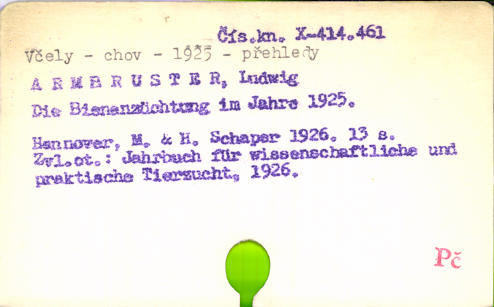 Čís.kn. X-414.461
Včely - chov - 1925 - přehledy
A R M B R U S T E R, Ludwig
Die Bienenzüchtung im Jahre 1925.
Hannover, M. & H. Schaper 1926. 13 s.
Zvl.ot.: Jahrbuch für wissenschaftliche und
praktische Tierzucht, 1926.
Pč